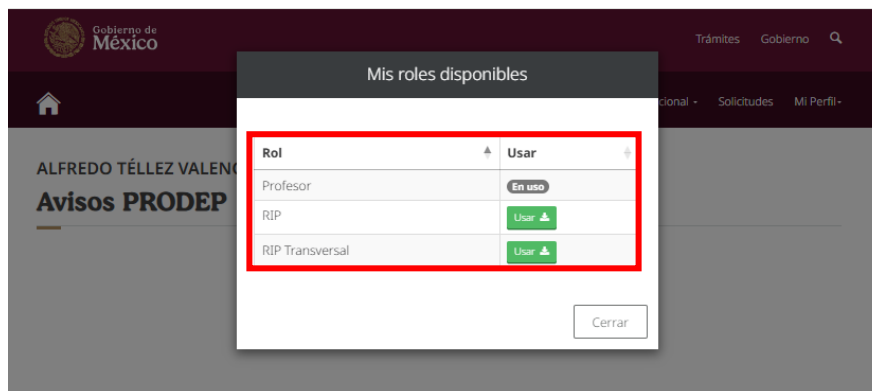 Gobierno de
México
Trámites Gobierno
Mis roles disponibles
cional Solicitudes Mi Perfil
ALFREDO TÉLLEZ
Avisos PRODEP
Rol Usar
Profesor En uso
RIP Usar
RIP Transversal Usar
Cerrar